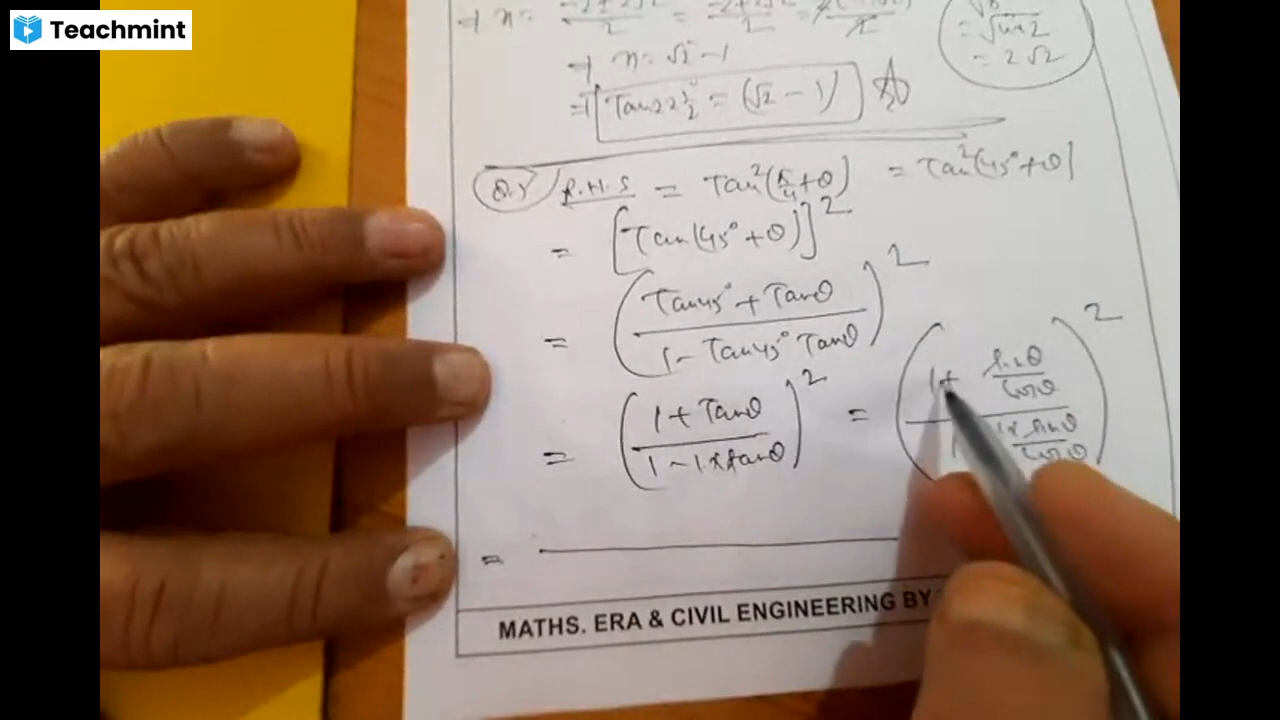 Teachmint
= √4×2
= 2√2
⇒ x = √2 - 1
⇒ Tan 22½° = (√2 - 1)
R.H.S = Tan²(π/4 + θ) = Tan²(45° + θ)
= [Tan(45° + θ)]²
= ((Tan45° + Tanθ) / (1 - Tan45° Tanθ))²
= ((1 + Tanθ) / (1 - 1×tanθ))² = ((1 + sinθ/cosθ) / (1 1× sinθ/cosθ))²
=
MATHS. ERA & CIVIL ENGINEERING BY